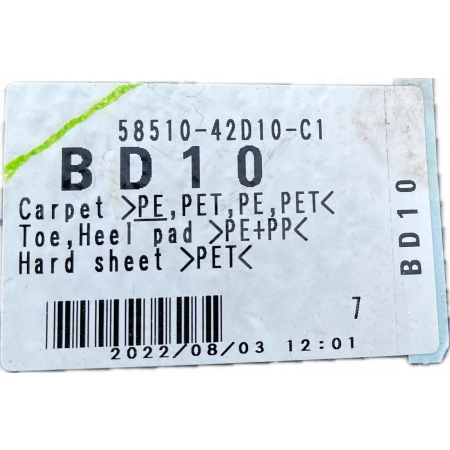 58510-42D10-C1
BD10
Carpet >PE,PET,PE,PET<
Toe,Heel pad >PE+PP<
Hard sheet >PET<
7
2022/08/03 12:01
BD10